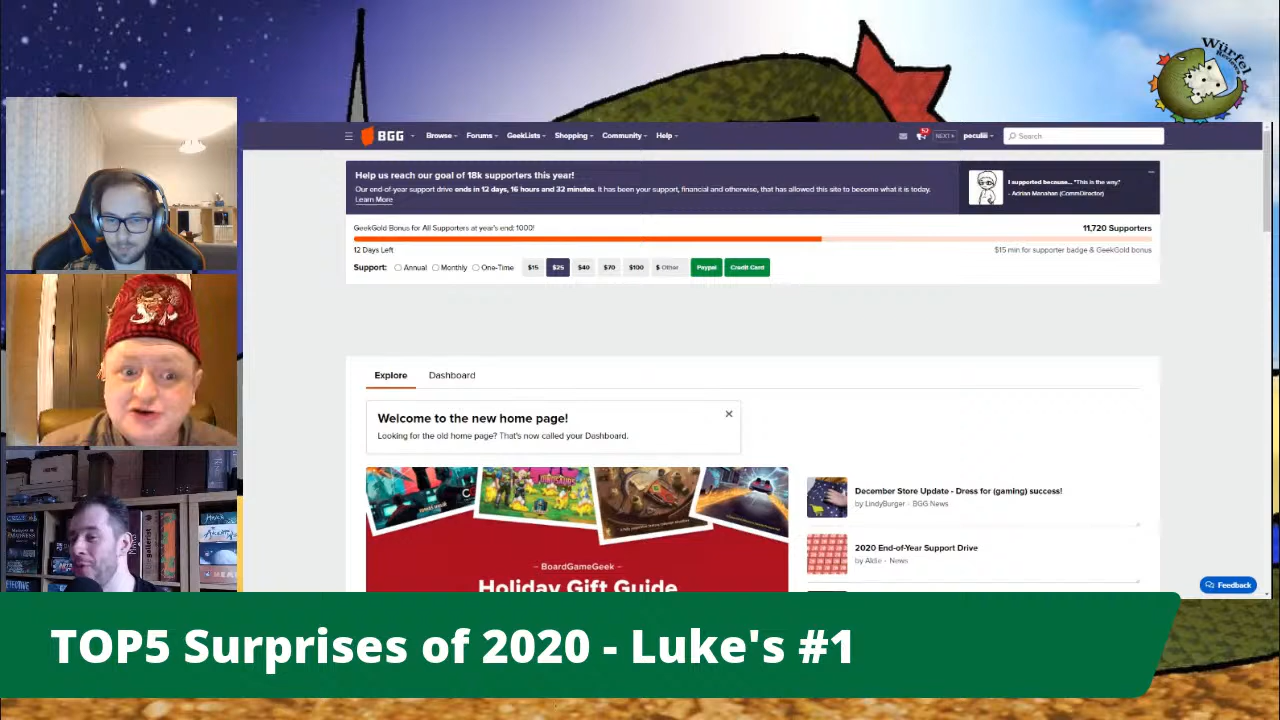 Würfel
Reviews
BGG
Browse
Forums
GeekLists
Shopping
Community
Help
52
NEXT
peculiii
Search
Help us reach our goal of 18k supporters this year!
Our end-of-year support drive ends in 12 days, 16 hours and 32 minutes. It has been your support, financial and otherwise, that has allowed this site to become what it is today.
Learn More
I supported because... "This is the way."
- Adrian Manahan (CommDirector)
GeekGold Bonus for All Supporters at year's end: 1000!
11,720 Supporters
12 Days Left
$15 min for supporter badge & GeekGold bonus
Support: Annual Monthly One-Time $15 $25 $40 $70 $100 $ Other Paypal Credit Card
Explore
Dashboard
Welcome to the new home page!
Looking for the old home page? That's now called your Dashboard.
December Store Update - Dress for (gaming) success!
by LindyBurger - BGG News
2020 End-of-Year Support Drive
by Aldie - News
– BoardGameGeek –
Holiday Gift Guide
Feedback
TOP5 Surprises of 2020 - Luke's #1